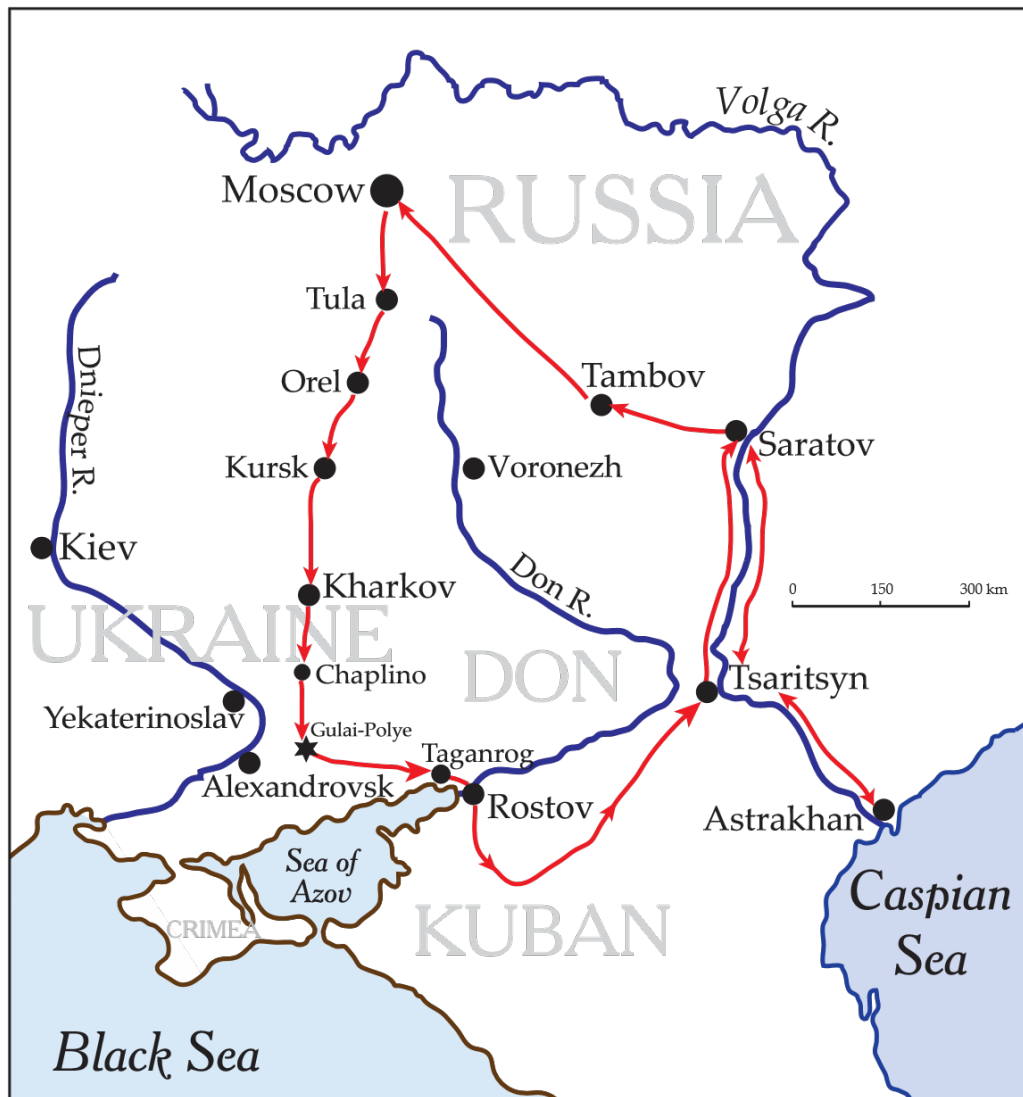 Volga R.
Moscow
RUSSIA
Tula
Dnieper R.
Orel
Tambov
Saratov
Kursk
Voronezh
Kiev
Don R.
Kharkov
0 150 300 km
UKRAINE
DON
Chaplino
Tsaritsyn
Yekaterinoslav
Gulai-Polye
Taganrog
Alexandrovsk
Rostov
Astrakhan
Sea of
Azov
Caspian
Sea
CRIMEA
KUBAN
Black Sea